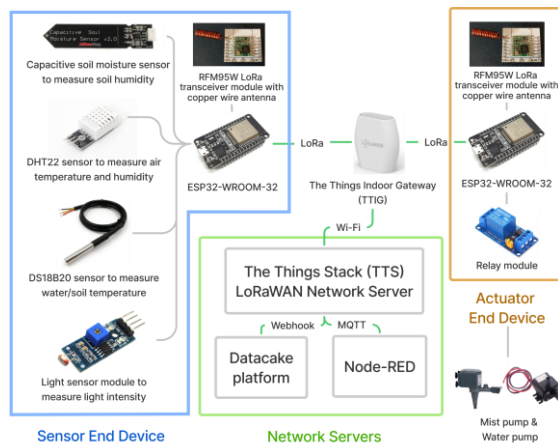 Capacitive Soil
Moisture Sensor v2.0
Capacitive soil moisture sensor
to measure soil humidity
DHT22 sensor to measure air
temperature and humidity
DS18B20 sensor to measure
water/soil temperature
Light sensor module to
measure light intensity
Sensor End Device
RFM95W LoRa
transceiver module with
copper wire antenna
ESP32-WROOM-32
LoRa
The Things Indoor Gateway
(TTIG)
LoRa
Wi-Fi
The Things Stack (TTS)
LoRaWAN Network Server
Webhook
MQTT
Datacake
platform
Node-RED
Network Servers
RFM95W LoRa
transceiver module with
copper wire antenna
ESP32-WROOM-32
Relay module
Actuator
End Device
Mist pump &
Water pump